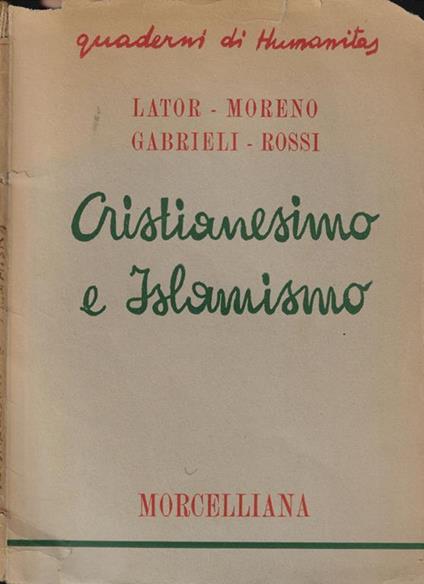 quaderni di Humanitas
LATOR - MORENO
GABRIELI - ROSSI
Cristianesimo
e Islamismo
MORCELLIANA